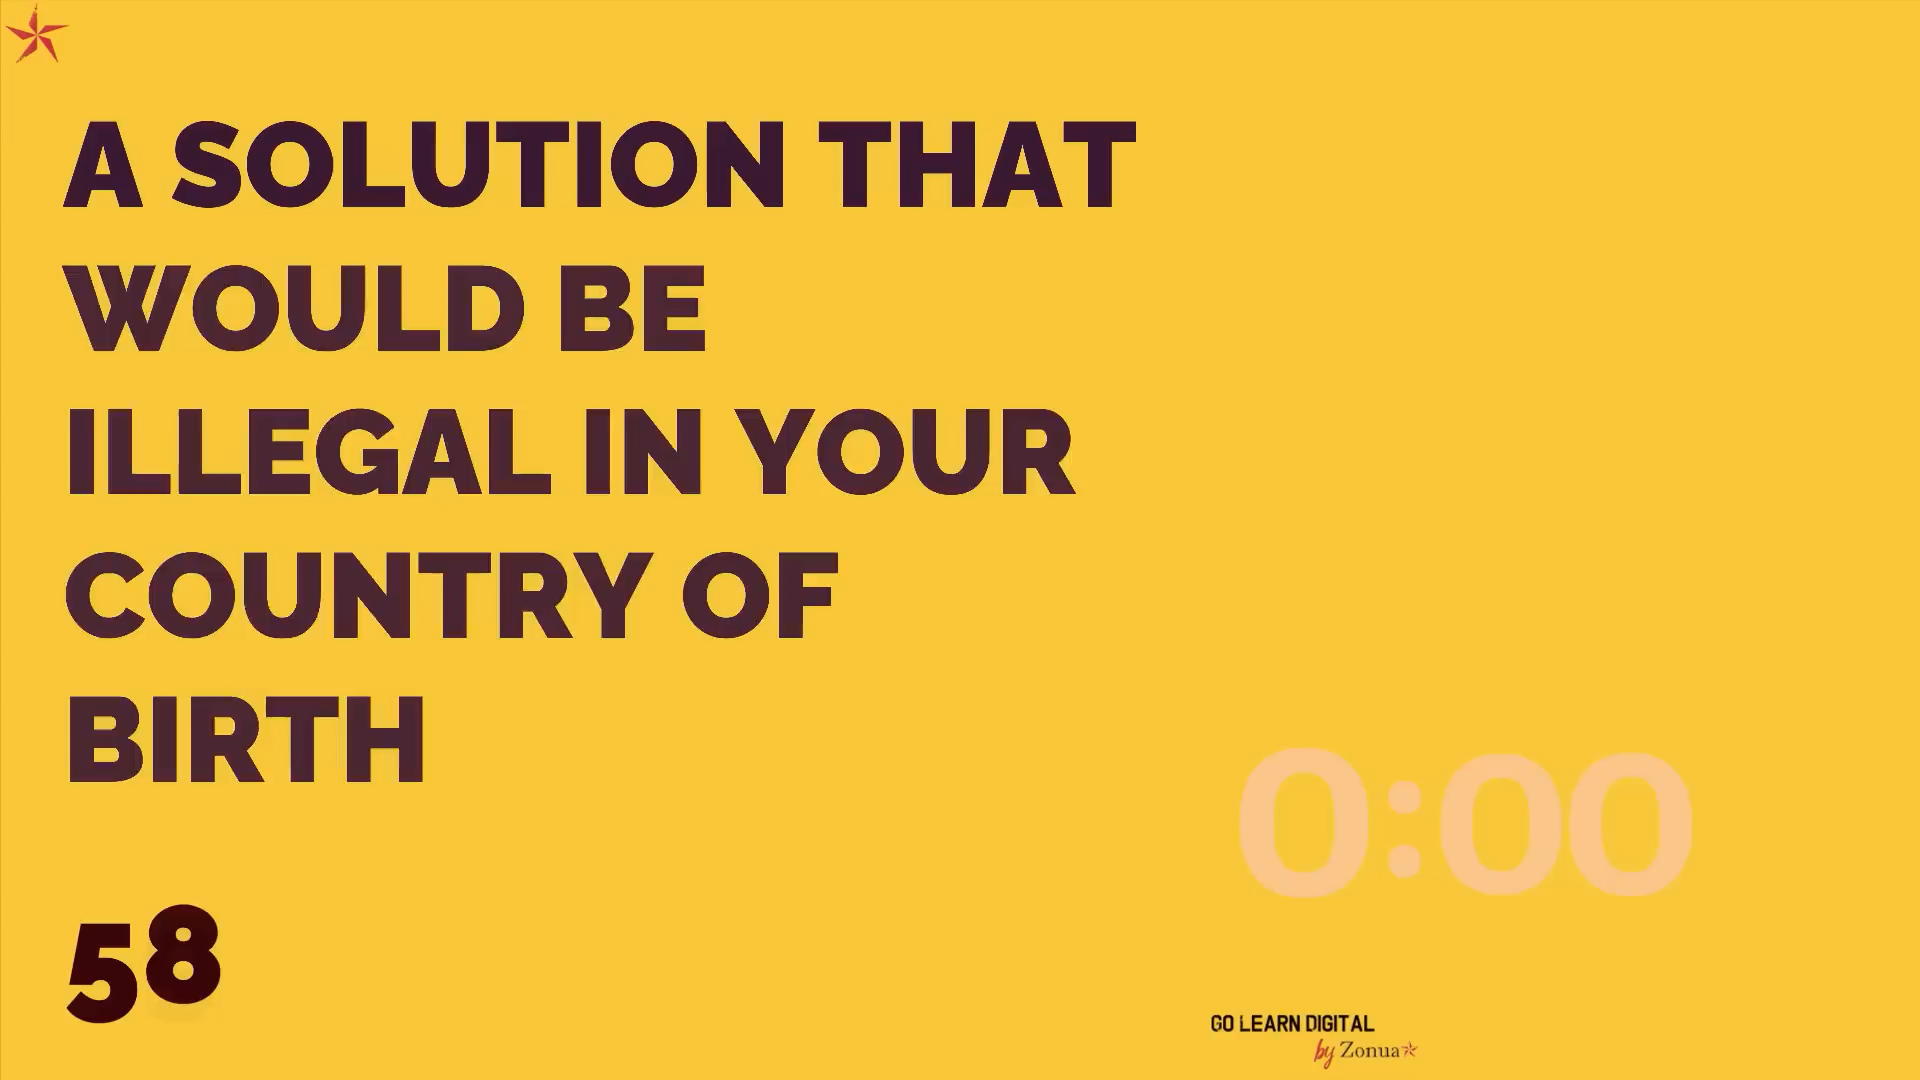 A SOLUTION THAT
WOULD BE
ILLEGAL IN YOUR
COUNTRY OF
BIRTH
0:00
58
GO LEARN DIGITAL
by Zonua